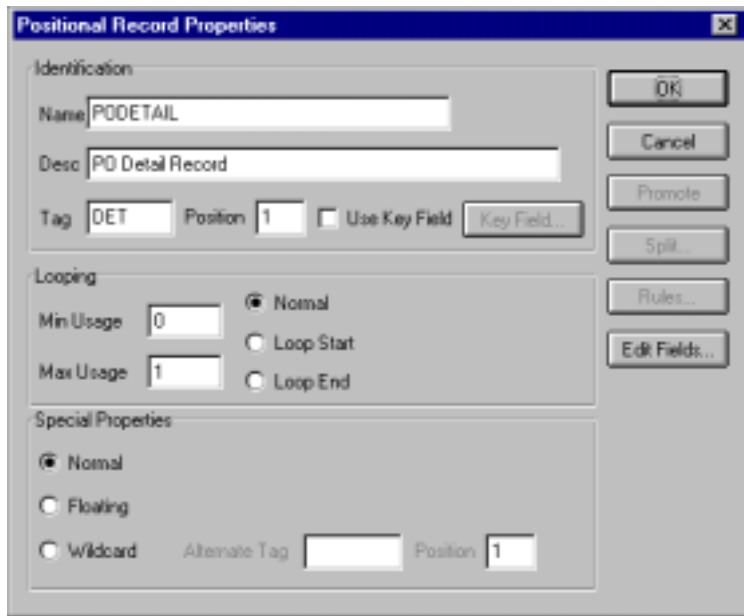 Positional Record Properties
Identification
Name PODETAIL
Desc PO Detail Record
Tag DET Position 1 Use Key Field Key Field...
Looping
Min Usage 0
Max Usage 1
Normal
Loop Start
Loop End
Special Properties
Normal
Floating
Wildcard Alternate Tag Position 1
OK
Cancel
Promote
Split...
Rules...
Edit Fields...